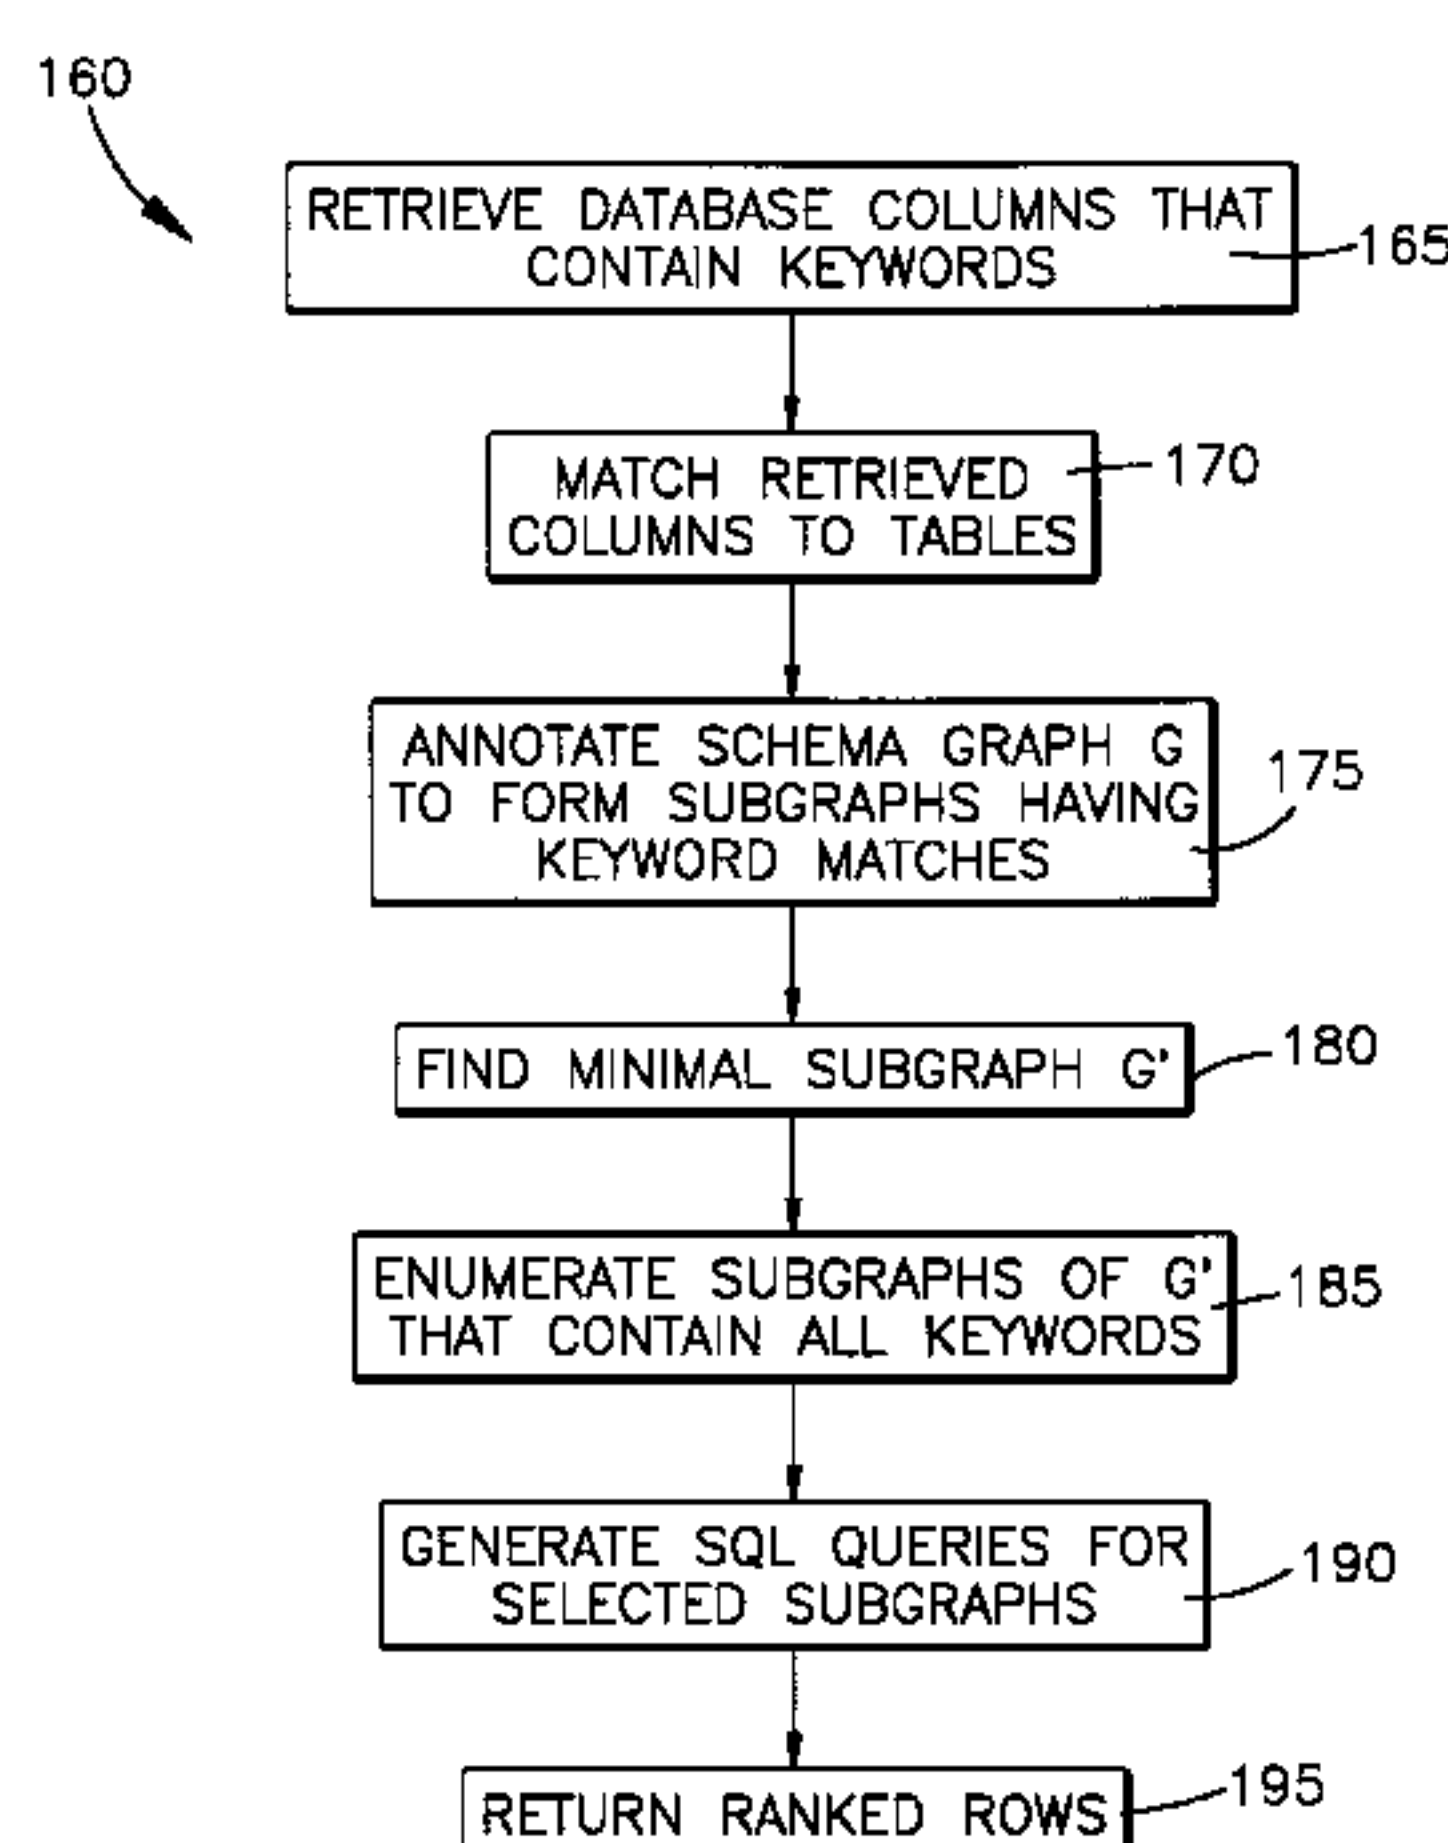 160
RETRIEVE DATABASE COLUMNS THAT
CONTAIN KEYWORDS
165
MATCH RETRIEVED
COLUMNS TO TABLES
170
ANNOTATE SCHEMA GRAPH G
TO FORM SUBGRAPHS HAVING
KEYWORD MATCHES
175
FIND MINIMAL SUBGRAPH G'
180
ENUMERATE SUBGRAPHS OF G'
THAT CONTAIN ALL KEYWORDS
185
GENERATE SQL QUERIES FOR
SELECTED SUBGRAPHS
190
RETURN RANKED ROWS
195